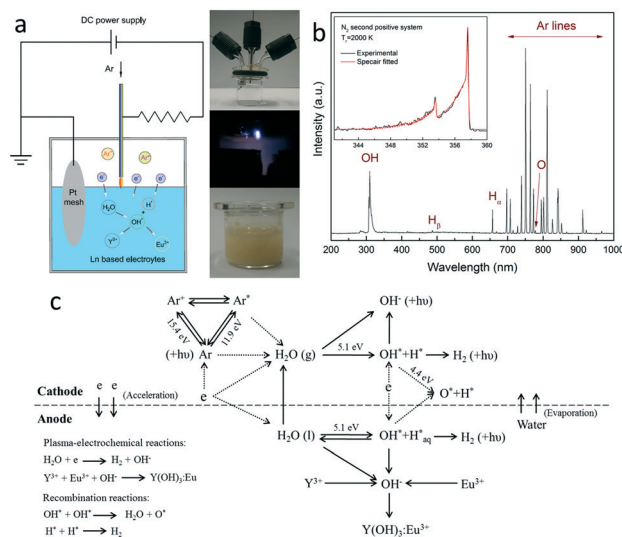 a
DC power supply
Ar
Ar⁺
Ar*
e⁻
e⁻
e⁻
Pt
mesh
H₂O
H*
OH⁻
Y³⁺
Eu³⁺
Ln based electroytes
b
N₂ second positive system
Tᵣ=2000 K
Experimental
Specair fitted
344 348 352 356 360
Ar lines
OH
Hβ
Hα
O
Intensity (a.u.)
200 300 400 500 600 700 800 900 1000
Wavelength (nm)
c
Ar⁺
Ar*
15.4 eV
11.9 eV
(+hυ) Ar
OH⁻ (+hυ)
H₂O (g)
5.1 eV
OH*+H*
H₂ (+hυ)
4.4 eV
O*+H*
e
e
Cathode
e e
(Acceleration)
Anode
Water
(Evaporation)
H₂O (l)
5.1 eV
OH*+H*aq
H₂ (+hυ)
Y³⁺
OH⁻
Eu³⁺
Y(OH)₃:Eu³⁺
Plasma-electrochemical reactions:
H₂O + e → H₂ + OH⁻
Y³⁺ + Eu³⁺ + OH⁻ → Y(OH)₃:Eu
Recombination reactions:
OH* + OH* → H₂O + O*
H* + H* → H₂